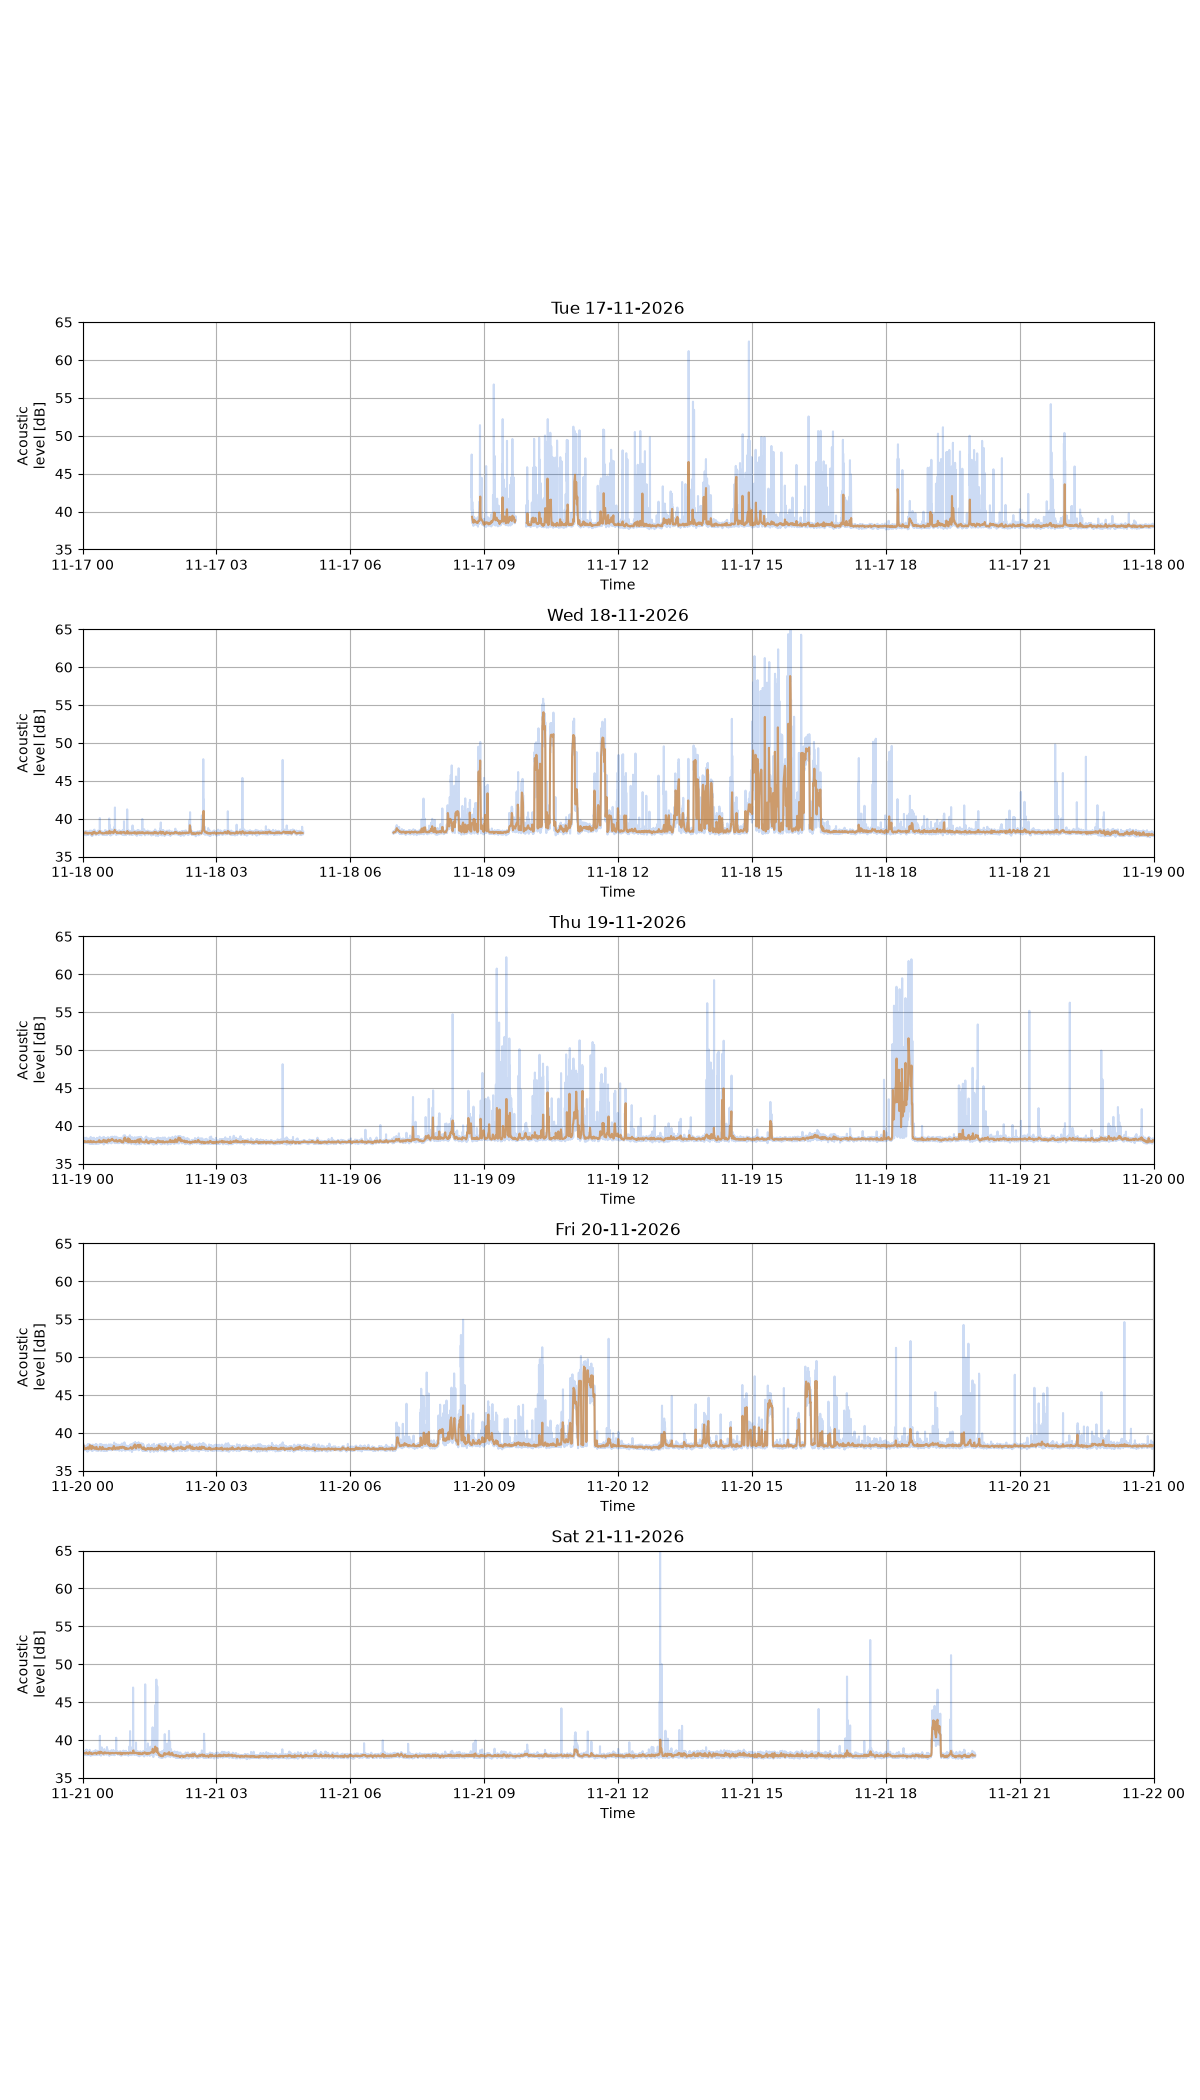 Tue 17-11-2026
65
60
55
50
45
40
35
Acoustic
level [dB]
11-17 00 11-17 03 11-17 06 11-17 09 11-17 12 11-17 15 11-17 18 11-17 21 11-18 00
Time
Wed 18-11-2026
65
60
55
50
45
40
35
Acoustic
level [dB]
11-18 00 11-18 03 11-18 06 11-18 09 11-18 12 11-18 15 11-18 18 11-18 21 11-19 00
Time
Thu 19-11-2026
65
60
55
50
45
40
35
Acoustic
level [dB]
11-19 00 11-19 03 11-19 06 11-19 09 11-19 12 11-19 15 11-19 18 11-19 21 11-20 00
Time
Fri 20-11-2026
65
60
55
50
45
40
35
Acoustic
level [dB]
11-20 00 11-20 03 11-20 06 11-20 09 11-20 12 11-20 15 11-20 18 11-20 21 11-21 00
Time
Sat 21-11-2026
65
60
55
50
45
40
35
Acoustic
level [dB]
11-21 00 11-21 03 11-21 06 11-21 09 11-21 12 11-21 15 11-21 18 11-21 21 11-22 00
Time